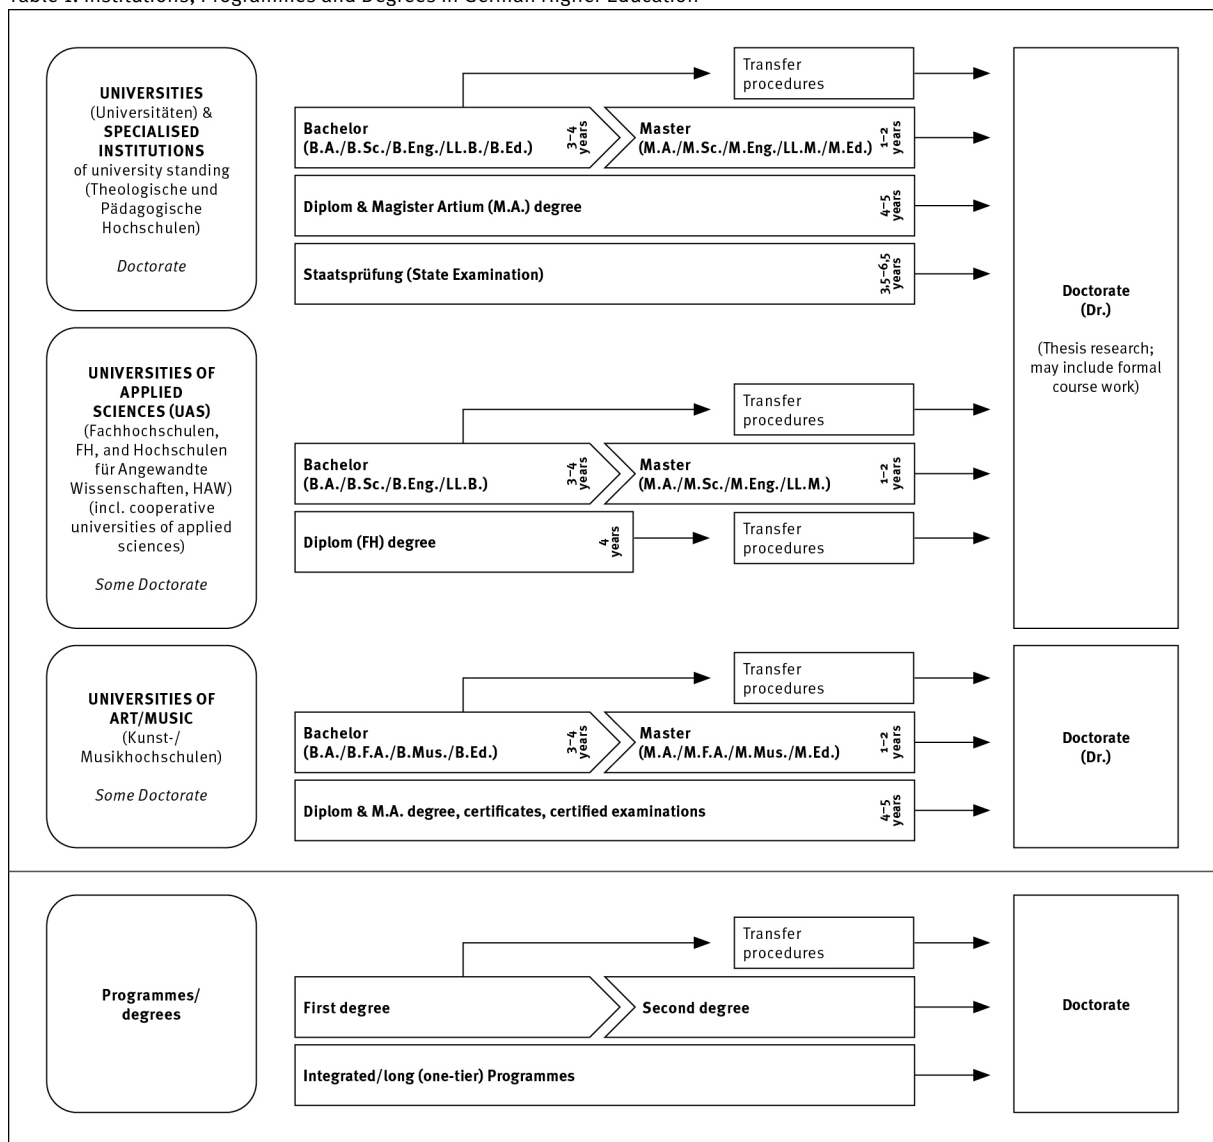 Table 1: Institutions, Programmes and Degrees in German Higher Education
UNIVERSITIES
(Universitäten) &
SPECIALISED
INSTITUTIONS
of university standing
(Theologische und
Pädagogische
Hochschulen)
Doctorate
Transfer
procedures
Bachelor
(B.A./B.Sc./B.Eng./LL.B./B.Ed.)
3–4
years
Master
(M.A./M.Sc./M.Eng./LL.M./M.Ed.)
1–2
years
Diplom & Magister Artium (M.A.) degree
4–5
years
Staatsprüfung (State Examination)
3,5–6,5
years
Doctorate
(Dr.)
(Thesis research;
may include formal
course work)
UNIVERSITIES OF
APPLIED
SCIENCES (UAS)
(Fachhochschulen,
FH, and Hochschulen
für Angewandte
Wissenschaften, HAW)
(incl. cooperative
universities of applied
sciences)
Some Doctorate
Transfer
procedures
Bachelor
(B.A./B.Sc./B.Eng./LL.B.)
3–4
years
Master
(M.A./M.Sc./M.Eng./LL.M.)
1–2
years
Diplom (FH) degree
4
years
Transfer
procedures
UNIVERSITIES OF
ART/MUSIC
(Kunst-/
Musikhochschulen)
Some Doctorate
Transfer
procedures
Bachelor
(B.A./B.F.A./B.Mus./B.Ed.)
3–4
years
Master
(M.A./M.F.A./M.Mus./M.Ed.)
1–2
years
Diplom & M.A. degree, certificates, certified examinations
4–5
years
Doctorate
(Dr.)
Programmes/
degrees
Transfer
procedures
First degree
Second degree
Integrated/long (one-tier) Programmes
Doctorate